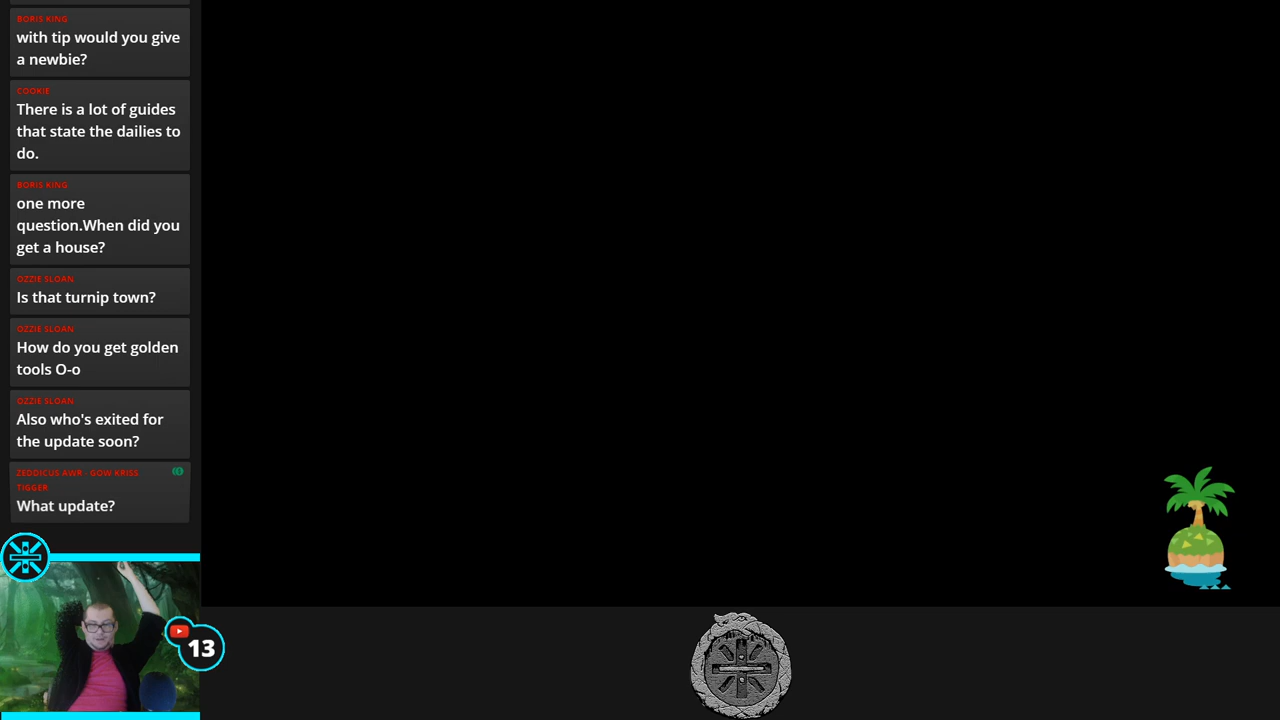 BORIS KING
with tip would you give
a newbie?
COOKIE
There is a lot of guides
that state the dailies to
do.
BORIS KING
one more
question.When did you
get a house?
OZZIE SLOAN
Is that turnip town?
OZZIE SLOAN
How do you get golden
tools O-o
OZZIE SLOAN
Also who's exited for
the update soon?
ZEDDICUS AWR - GOW KRISS
TIGGER
What update?
13